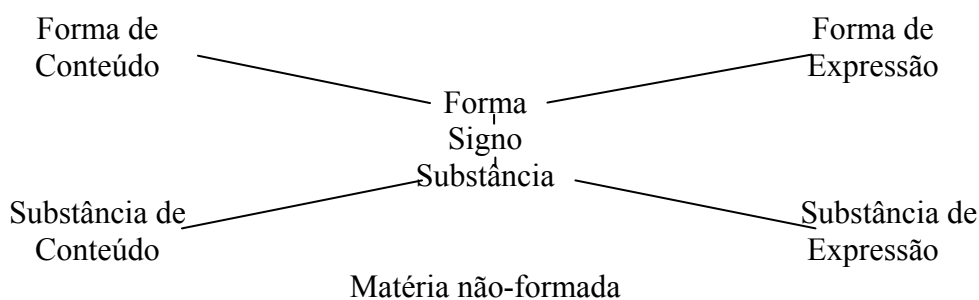 Forma de
Conteúdo
Forma de
Expressão
Forma
Signo
Substância
Substância de
Conteúdo
Substância de
Expressão
Matéria não-formada